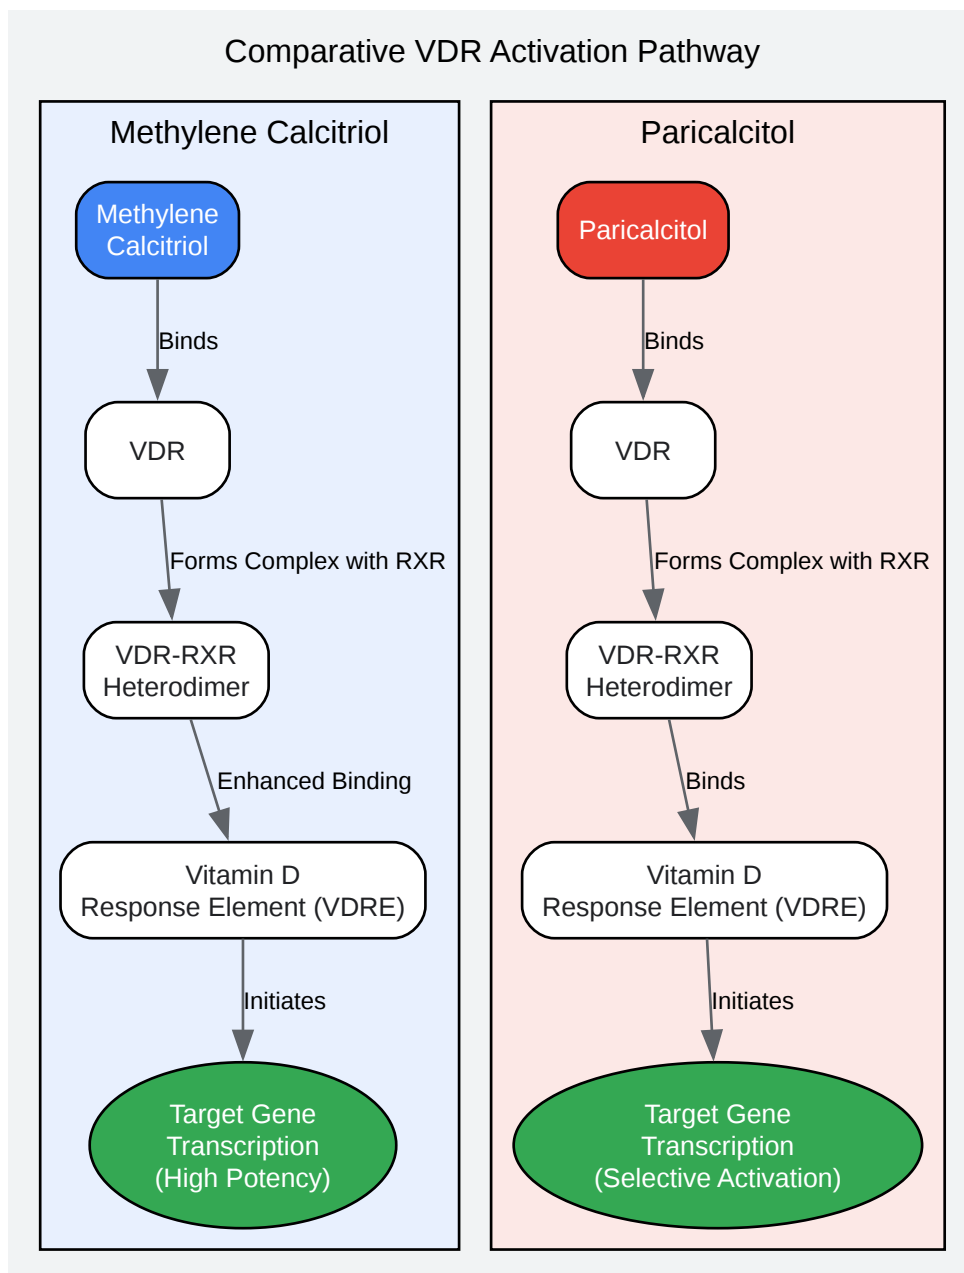 Comparative VDR Activation Pathway
Methylene Calcitriol
Methylene
Calcitriol
Binds
VDR
Forms Complex with RXR
VDR-RXR
Heterodimer
Enhanced Binding
Vitamin D
Response Element (VDRE)
Initiates
Target Gene
Transcription
(High Potency)
Paricalcitol
Paricalcitol
Binds
VDR
Forms Complex with RXR
VDR-RXR
Heterodimer
Binds
Vitamin D
Response Element (VDRE)
Initiates
Target Gene
Transcription
(Selective Activation)